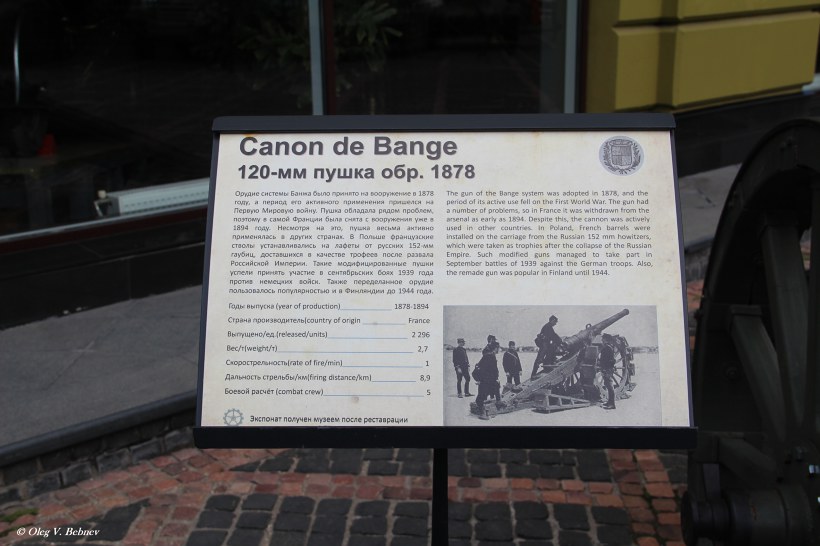 Canon de Bange
120-мм пушка обр. 1878
Орудие системы Банжа было принято на вооружение в 1878
году, а период его активного применения пришелся на
Первую Мировую войну. Пушка обладала рядом проблем,
поэтому в самой Франции была снята с вооружения уже в
1894 году. Несмотря на это, пушка весьма активно
применялась в других странах. В Польше французские
стволы устанавливались на лафеты от русских 152-мм
гаубиц, доставшихся в качестве трофеев после развала
Российской Империи. Такие модифицированные пушки
успели принять участие в сентябрьских боях 1939 года
против немецких войск. Также переделанное орудие
пользовалось популярностью и в Финляндии до 1944 года.
The gun of the Bange system was adopted in 1878, and the
period of its active use fell on the First World War. The gun had
a number of problems, so in France it was withdrawn from the
arsenal as early as 1894. Despite this, the cannon was actively
used in other countries. In Poland, French barrels were
installed on the carriage from the Russian 152 mm howitzers,
which were taken as trophies after the collapse of the Russian
Empire. Such modified guns managed to take part in
September battles of 1939 against the German troops. Also,
the remade gun was popular in Finland until 1944.
Годы выпуска (year of production) 1878-1894
Страна производитель(country of origin France
Выпущено/ед.(released/units) 2 296
Вес/т(weight/т) 2,7
Скорострельность(rate of fire/min) 1
Дальность стрельбы/км(firing distance/km) 8,9
Боевой расчёт (combat crew) 5
Экспонат получен музеем после реставрации
© Oleg V. Bebnev